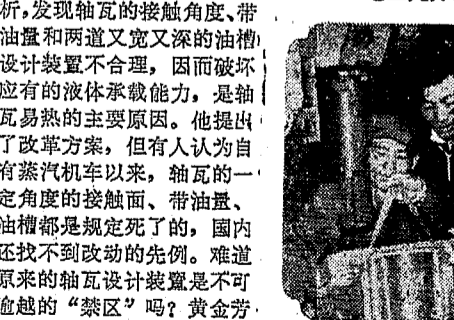 析，发现轴瓦的接触角度、带
油量和两道又宽又深的油槽
设计装置不合理，因而破坏
应有的液体承载能力，是轴
瓦易热的主要原因。他提出
了改革方案，但有人认为自
有蒸汽机车以来，轴瓦的一
定角度的接触面、带油量、
油槽都是规定死了的，国内
还找不到改动的先例。难道
原来的轴瓦设计装置是不可
逾越的“禁区”吗？黄金芳